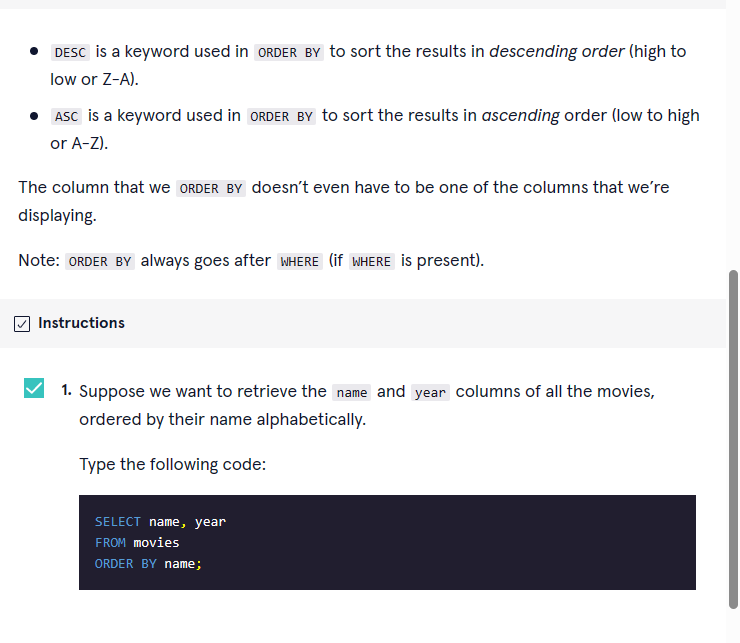 DESC is a keyword used in ORDER BY to sort the results in descending order (high to
low or Z-A).
ASC is a keyword used in ORDER BY to sort the results in ascending order (low to high
or A-Z).
The column that we ORDER BY doesn’t even have to be one of the columns that we’re
displaying.
Note: ORDER BY always goes after WHERE (if WHERE is present).
Instructions
1. Suppose we want to retrieve the name and year columns of all the movies,
ordered by their name alphabetically.
Type the following code:
SELECT name, year
FROM movies
ORDER BY name;